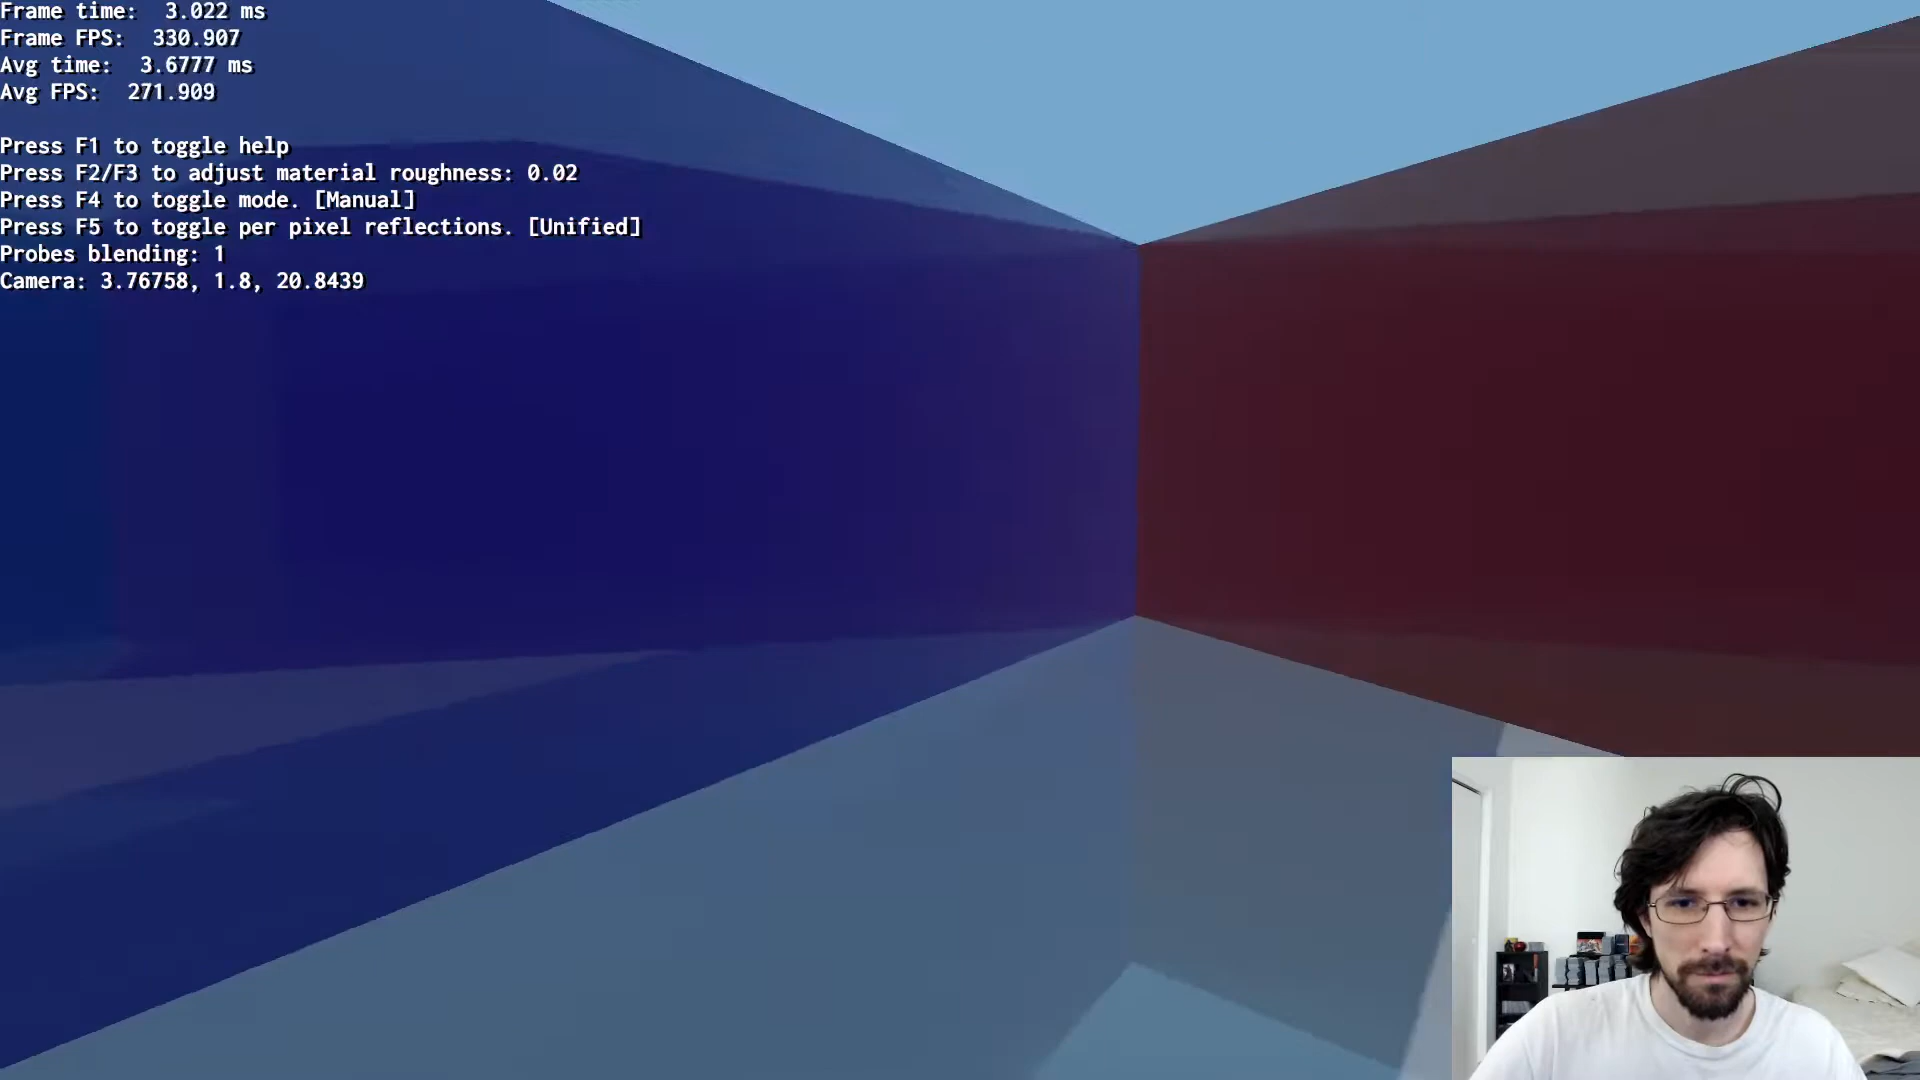 Frame time:  3.022 ms
Frame FPS:  330.907
Avg time:  3.6777 ms
Avg FPS:  271.909
Press F1 to toggle help
Press F2/F3 to adjust material roughness: 0.02
Press F4 to toggle mode. [Manual]
Press F5 to toggle per pixel reflections. [Unified]
Probes blending: 1
Camera: 3.76758, 1.8, 20.8439